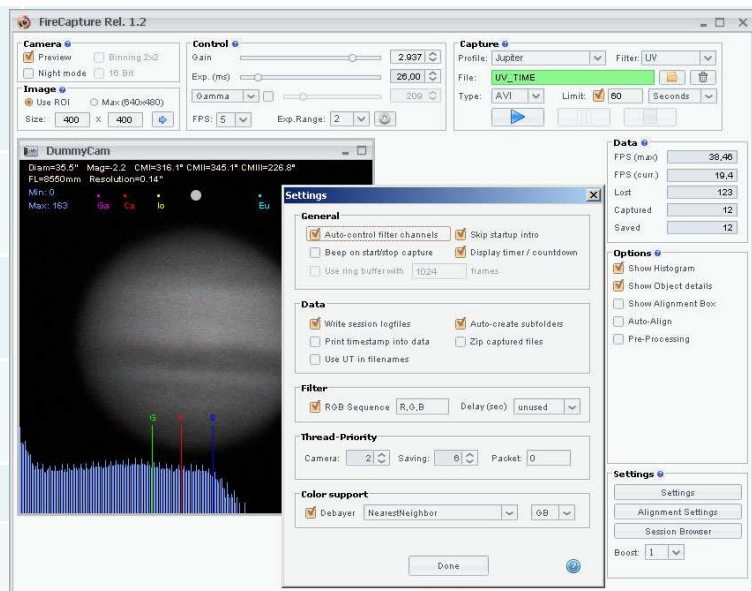 FireCapture Rel. 1.2
Camera
Preview
Binning 2x2
Night mode
16 Bit
Image
Use ROI
Max (640x480)
Size: 400 X 400
Control
Gain 2.937
Exp. (ms) 26,00
Gamma 209
FPS: 5 Exp.Range: 2
Capture
Profile: Jupiter Filter: UV
File: UV_TIME
Type: AVI Limit: 60 Seconds
DummyCam
Diam=35.5" Mag=-2.2 CMI=316.1° CMII=345.1° CMIII=226.8°
FL=8550mm Resolution=0.14"
Min: 0
Max: 163 Ga Ca Io Eu
G
B
Settings
General
Auto-control filter channels
Skip startup intro
Beep on start/stop capture
Display timer / countdown
Use ring buffer with 1024 frames
Data
Write session logfiles
Auto-create subfolders
Print timestamp into data
Zip captured files
Use UT in filenames
Filter
RGB Sequence R,G,B Delay (sec) unused
Thread-Priority
Camera: 2 Saving: 6 Packet: 0
Color support
Debayer NearestNeighbor GB
Done
Data
FPS (max) 38,46
FPS (curr.) 19,4
Lost 123
Captured 12
Saved 12
Options
Show Histogram
Show Object details
Show Alignment Box
Auto-Align
Pre-Processing
Settings
Settings
Alignment Settings
Session Browser
Boost: 1